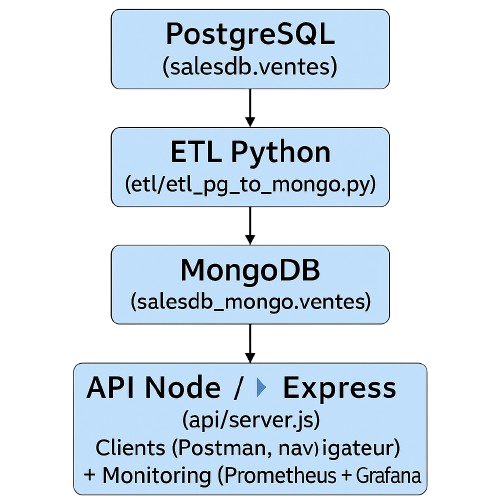 PostgreSQL
(salesdb.ventes)
ETL Python
(etl/etl_pg_to_mongo.py)
MongoDB
(salesdb_mongo.ventes)
API Node / Express
(api/server.js)
Clients (Postman, nav)igateur)
+ Monitoring (Prometheus + Grafana